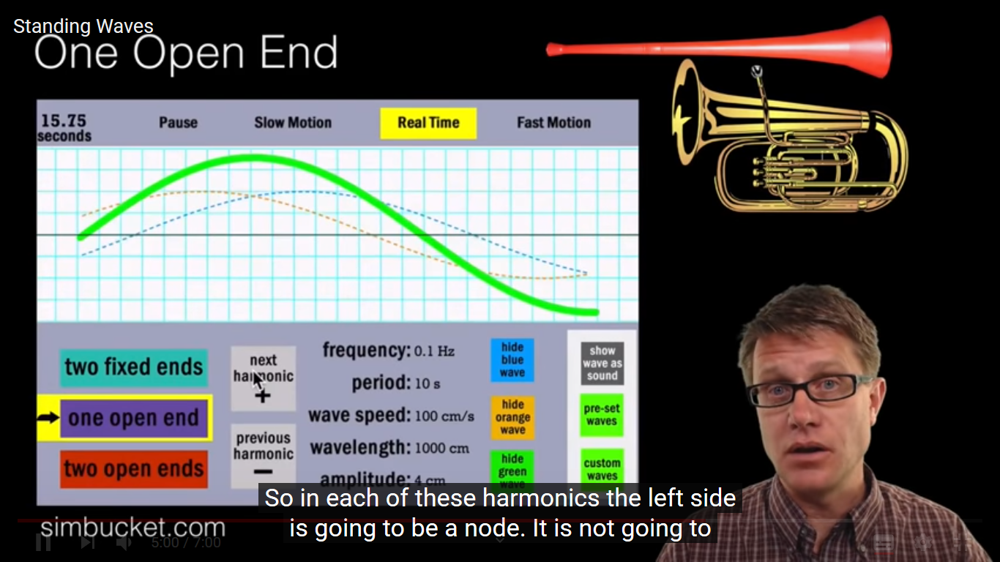 Standing Waves
One Open End
15.75
seconds
Pause
Slow Motion
Real Time
Fast Motion
two fixed ends
one open end
two open ends
next
harmonic
+
previous
harmonic
−
frequency: 0.1 Hz
period: 10 s
wave speed: 100 cm/s
wavelength: 1000 cm
amplitude: 4 cm
hide
blue
wave
hide
orange
wave
hide
green
wave
show
wave as
sound
pre-set
waves
custom
waves
So in each of these harmonics the left side
is going to be a node. It is not going to
simbucket.com
5:00 / 7:00